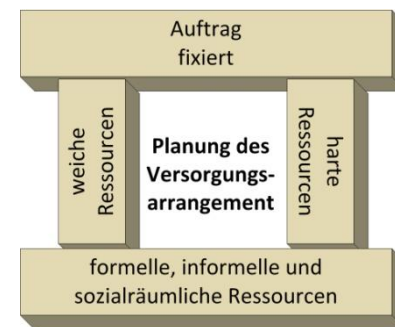 Auftrag
fixiert
weiche
Ressourcen
Planung des
Versorgungs-
arrangement
harte
Ressourcen
formelle, informelle und
sozialräumliche Ressourcen